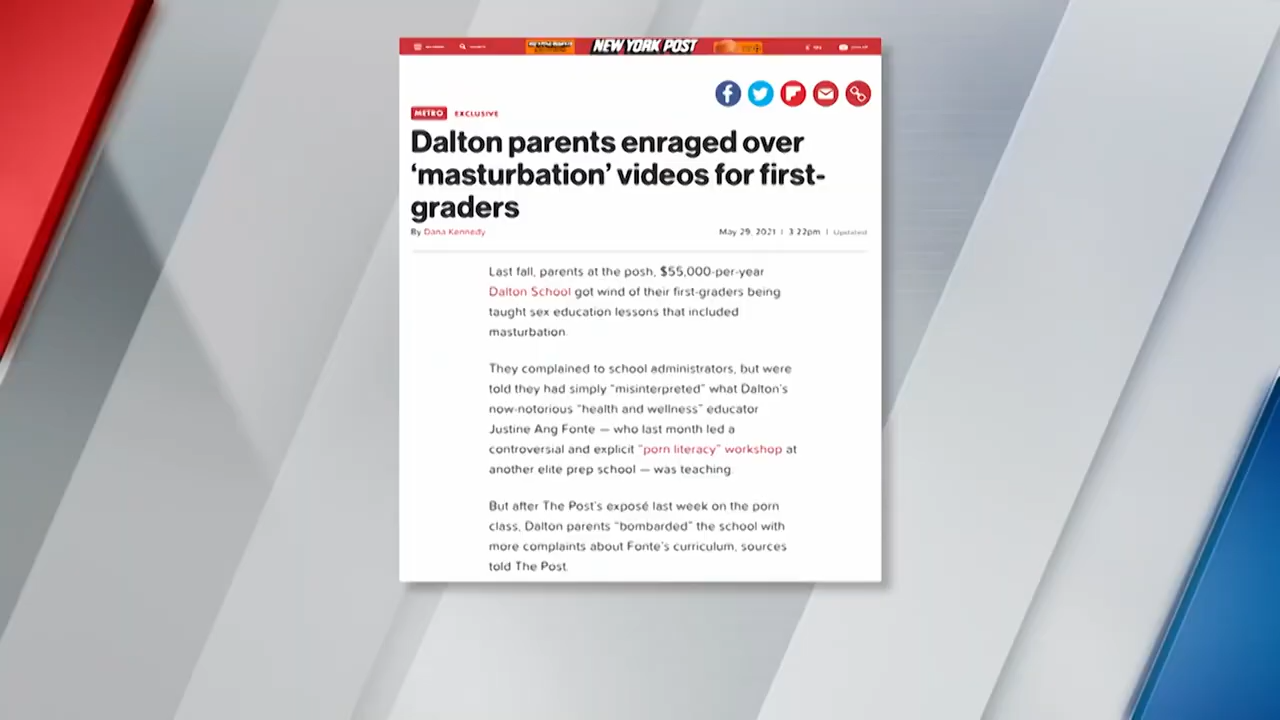 NEW YORK POST
METRO EXCLUSIVE
Dalton parents enraged over
‘masturbation’ videos for first-
graders
By Dana Kennedy May 29, 2021 | 3:22pm | Updated
Last fall, parents at the posh, $55,000-per-year
Dalton School got wind of their first-graders being
taught sex education lessons that included
masturbation.
They complained to school administrators, but were
told they had simply “misinterpreted” what Dalton’s
now-notorious “health and wellness” educator
Justine Ang Fonte — who last month led a
controversial and explicit “porn literacy” workshop at
another elite prep school — was teaching.
But after The Post’s exposé last week on the porn
class, Dalton parents “bombarded” the school with
more complaints about Fonte’s curriculum, sources
told The Post.